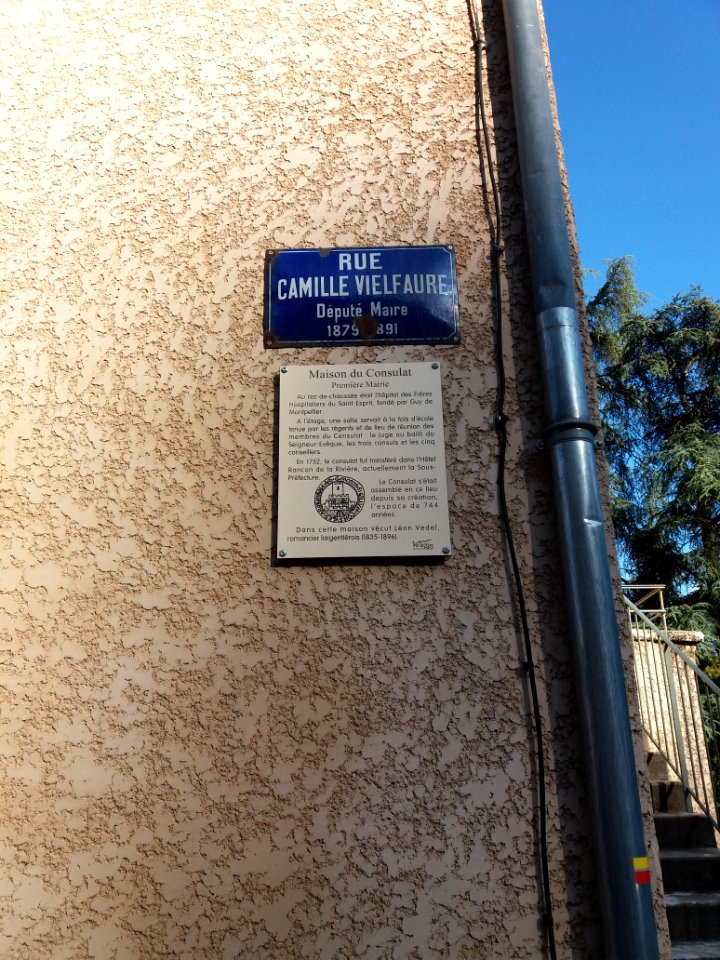 RUE
CAMILLE VIELFAURE
Député Maire
1879 1891
Maison du Consulat
Première Mairie
Au rez-de-chaussée était l'hôpital des Frères
Hospitaliers du Saint-Esprit, fondé par Guy de
Montpellier.
A l'étage, une salle servait à la fois d'école
tenue par les régents et de lieu de réunion des
membres du Consulat : le juge ou bailli du
Seigneur-Evêque, les trois consuls et les cinq
conseillers.
En 1752, le consulat fut transféré dans l'Hôtel
Rancon de la Rivière, actuellement la Sous-
Préfecture.
Le Consulat s'était
assemblé en ce lieu
depuis sa création,
l'espace de 744
années.
Dans cette maison vécut Léon Vedel,
romancier largentiérois (1835-1896)